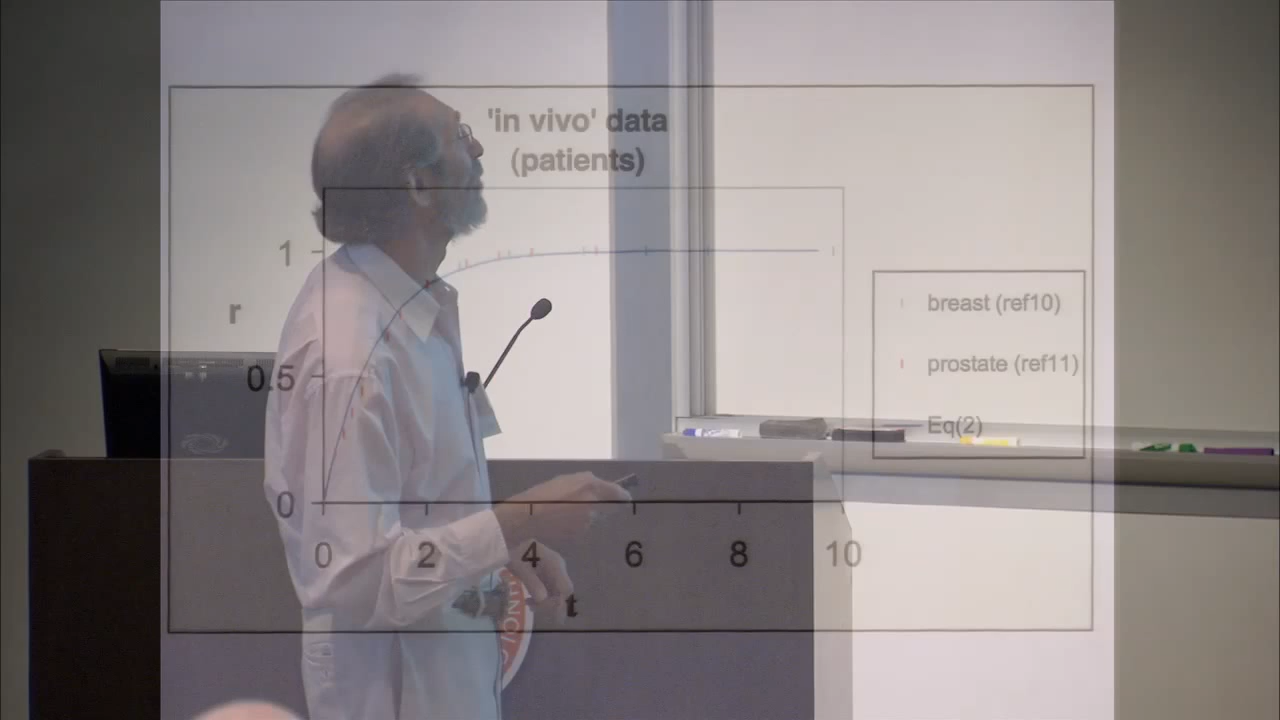 'in vivo' data
(patients)
1
r
0.5
0
0 2 4 6 8 10
t
breast (ref10)
prostate (ref11)
Eq(2)